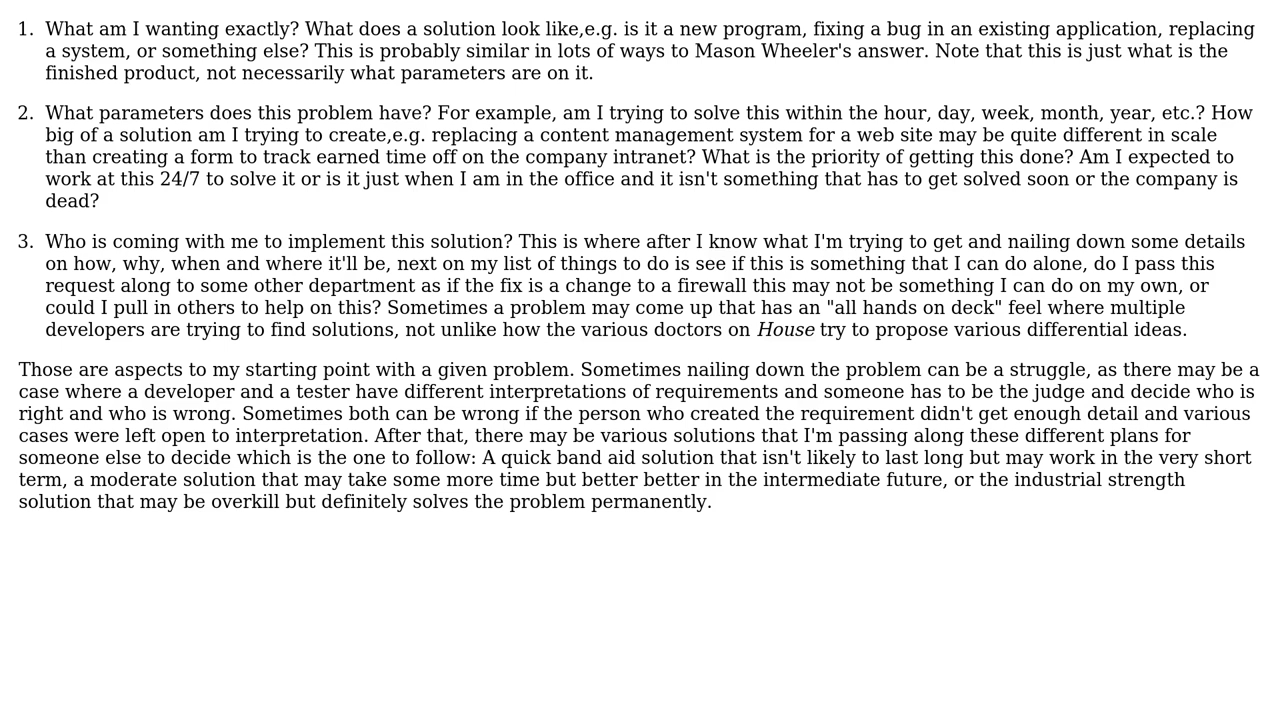 1. What am I wanting exactly? What does a solution look like,e.g. is it a new program, fixing a bug in an existing application, replacing
a system, or something else? This is probably similar in lots of ways to Mason Wheeler's answer. Note that this is just what is the
finished product, not necessarily what parameters are on it.
2. What parameters does this problem have? For example, am I trying to solve this within the hour, day, week, month, year, etc.? How
big of a solution am I trying to create,e.g. replacing a content management system for a web site may be quite different in scale
than creating a form to track earned time off on the company intranet? What is the priority of getting this done? Am I expected to
work at this 24/7 to solve it or is it just when I am in the office and it isn't something that has to get solved soon or the company is
dead?
3. Who is coming with me to implement this solution? This is where after I know what I'm trying to get and nailing down some details
on how, why, when and where it'll be, next on my list of things to do is see if this is something that I can do alone, do I pass this
request along to some other department as if the fix is a change to a firewall this may not be something I can do on my own, or
could I pull in others to help on this? Sometimes a problem may come up that has an "all hands on deck" feel where multiple
developers are trying to find solutions, not unlike how the various doctors on House try to propose various differential ideas.
Those are aspects to my starting point with a given problem. Sometimes nailing down the problem can be a struggle, as there may be a
case where a developer and a tester have different interpretations of requirements and someone has to be the judge and decide who is
right and who is wrong. Sometimes both can be wrong if the person who created the requirement didn't get enough detail and various
cases were left open to interpretation. After that, there may be various solutions that I'm passing along these different plans for
someone else to decide which is the one to follow: A quick band aid solution that isn't likely to last long but may work in the very short
term, a moderate solution that may take some more time but better better in the intermediate future, or the industrial strength
solution that may be overkill but definitely solves the problem permanently.